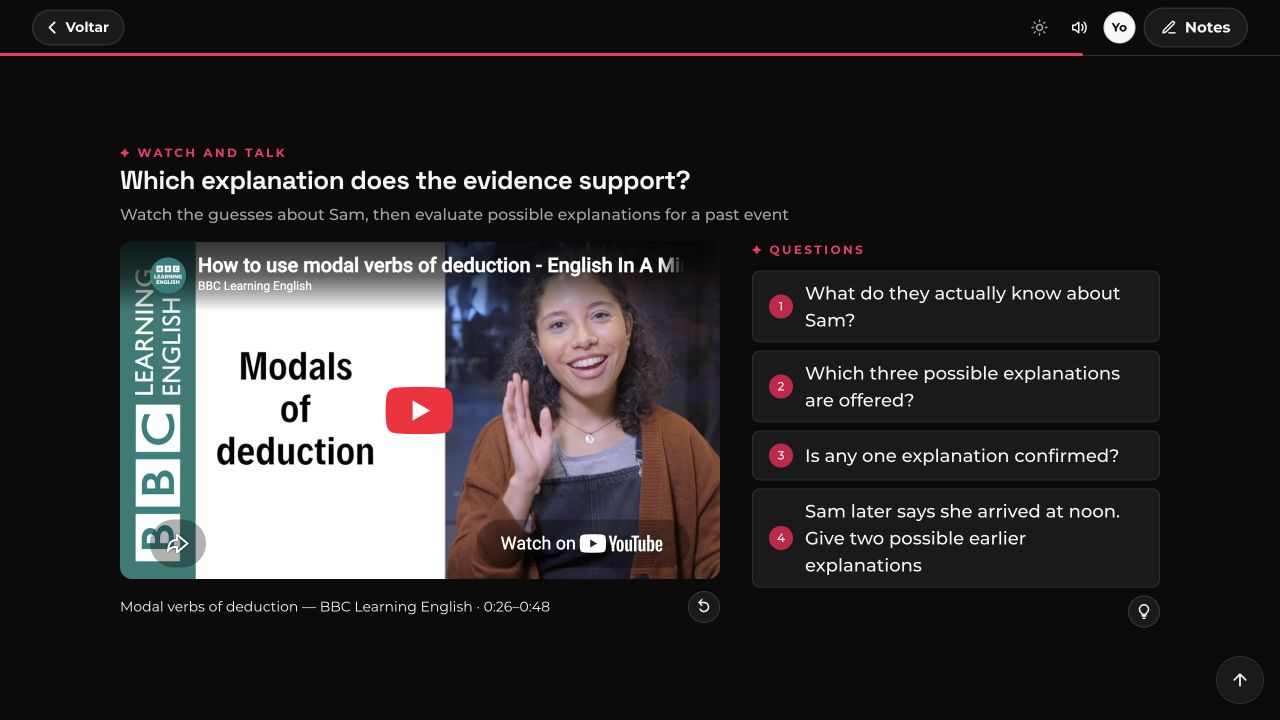 Voltar
Yo
Notes
WATCH AND TALK
Which explanation does the evidence support?
Watch the guesses about Sam, then evaluate possible explanations for a past event
BBC LEARNING ENGLISH
How to use modal verbs of deduction - English In A Mi
BBC Learning English
BBC LEARNING ENGLISH
Modals
of
deduction
Watch on YouTube
Modal verbs of deduction — BBC Learning English · 0:26–0:48
QUESTIONS
1
What do they actually know about
Sam?
2
Which three possible explanations
are offered?
3
Is any one explanation confirmed?
4
Sam later says she arrived at noon.
Give two possible earlier
explanations